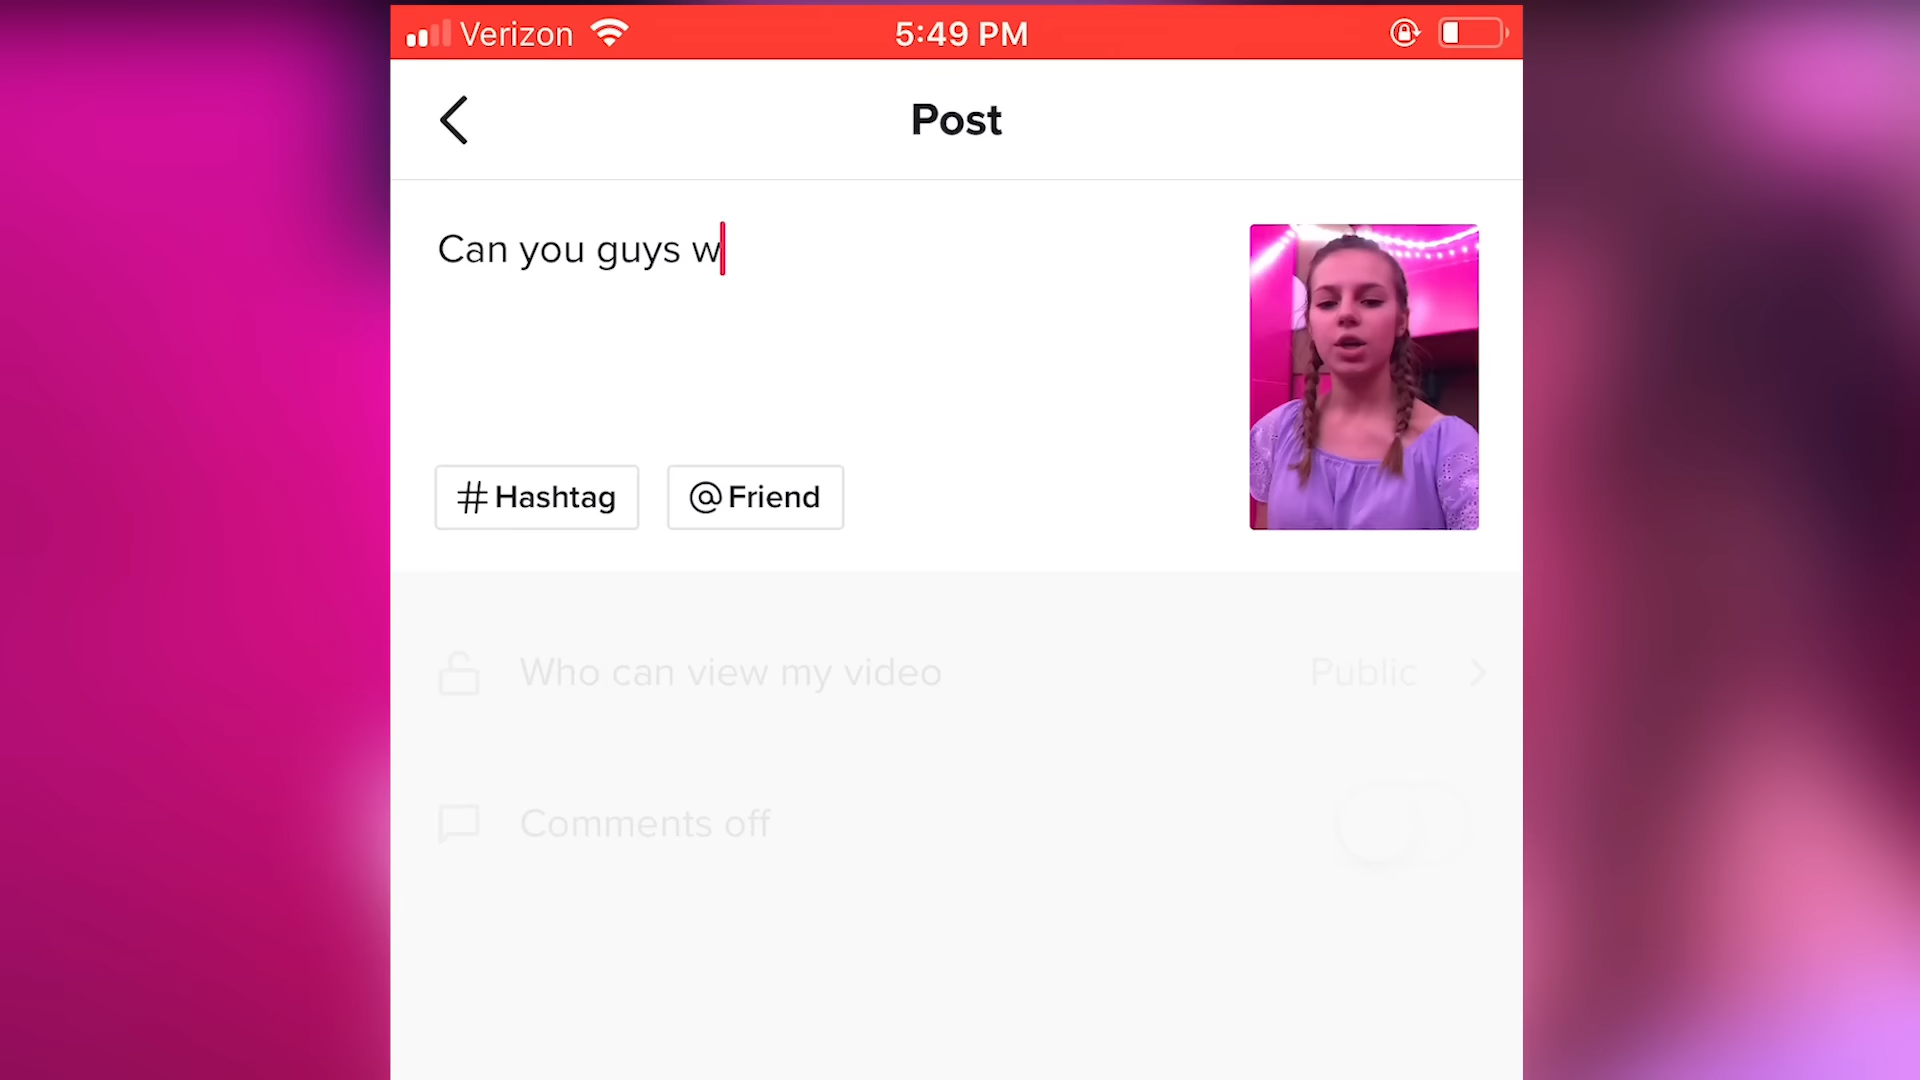 Verizon 5:49 PM
Post
Can you guys w
#Hashtag @Friend
Who can view my video Public
Comments off